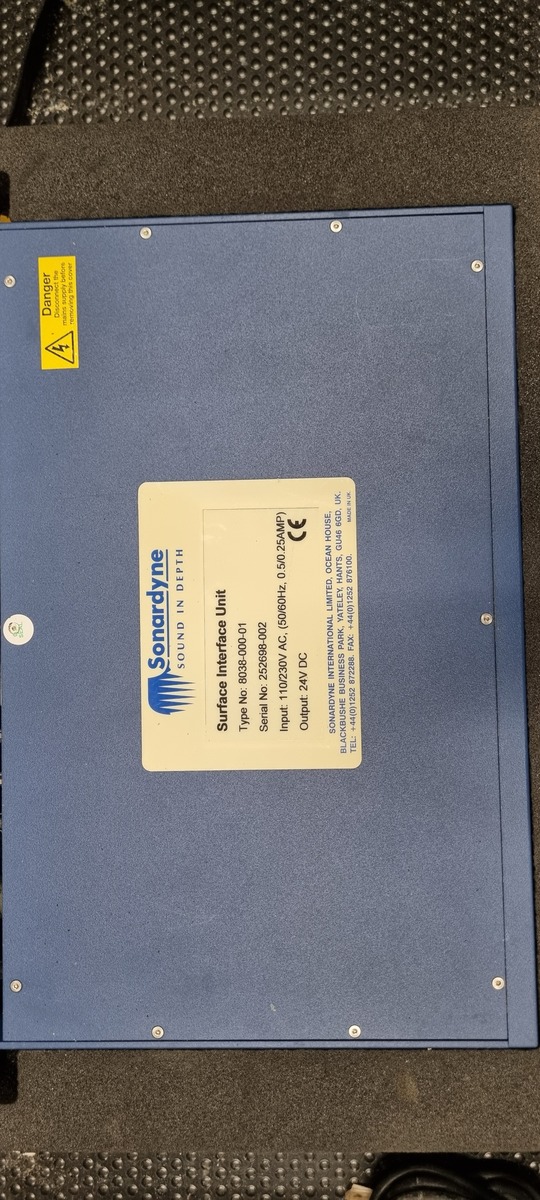 Danger
Disconnect the
mains supply before
removing this cover
Sonardyne
SOUND IN DEPTH
Surface Interface Unit
Type No: 8038-000-01
Serial No: 252698-002
Input: 110/230V AC, (50/60Hz, 0.5/0.25AMP)
Output: 24V DC
CE
SONARDYNE INTERNATIONAL LIMITED, OCEAN HOUSE,
BLACKBUSHE BUSINESS PARK, YATELEY, HANTS, GU46 6GD, UK.
TEL: +44(0)1252 872288. FAX: +44(0)1252 876100.
MADE IN UK